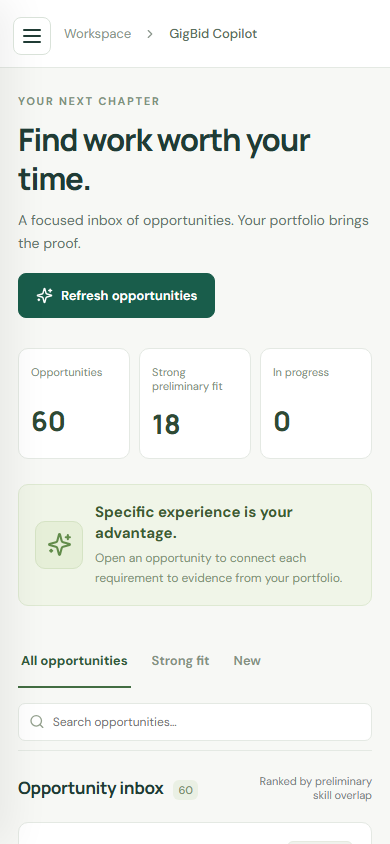 Workspace > GigBid Copilot
YOUR NEXT CHAPTER
Find work worth your
time.
A focused inbox of opportunities. Your portfolio brings
the proof.
Refresh opportunities
Opportunities
60
Strong
preliminary fit
18
In progress
0
Specific experience is your
advantage.
Open an opportunity to connect each
requirement to evidence from your portfolio.
All opportunities Strong fit New
Search opportunities...
Opportunity inbox 60
Ranked by preliminary
skill overlap